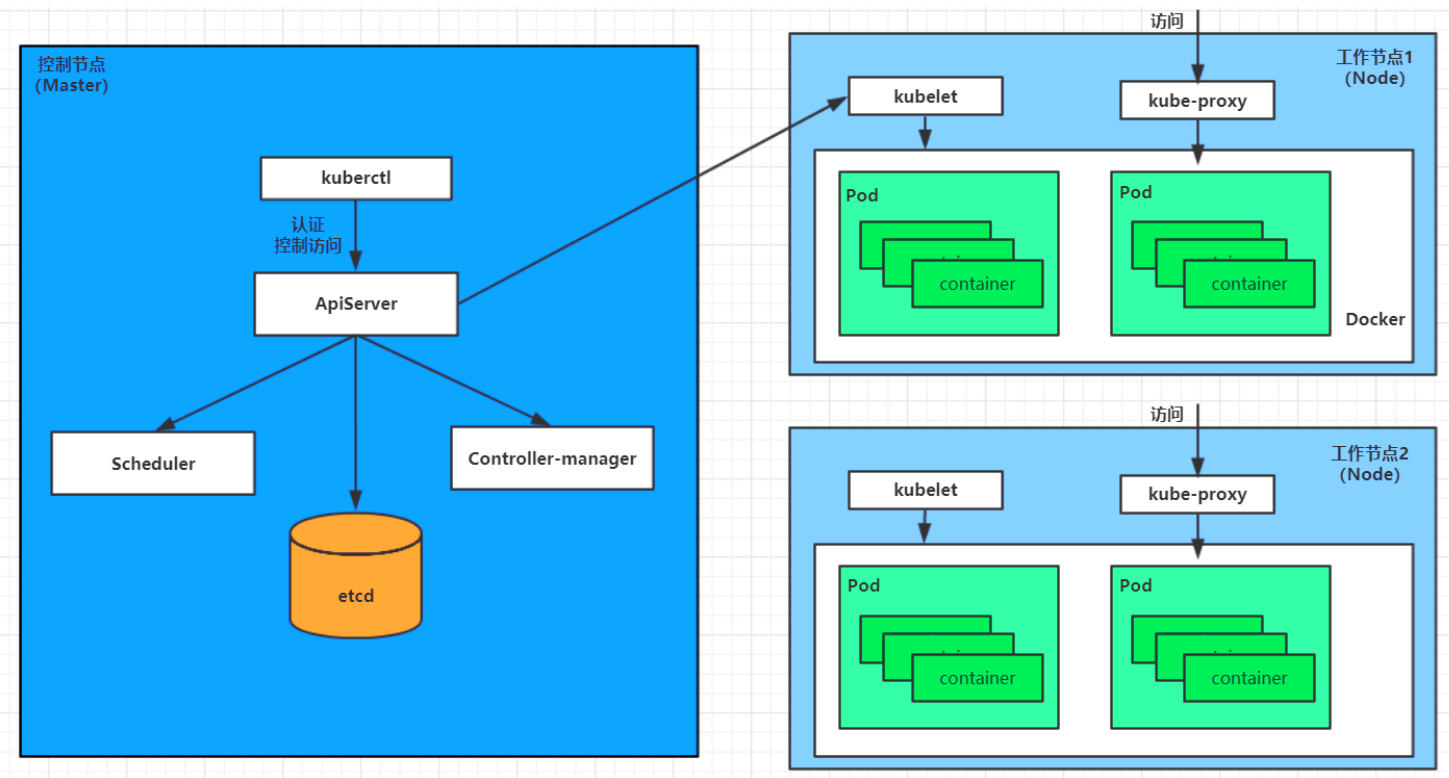 控制节点
(Master)
kuberctl
认证
控制访问
ApiServer
Scheduler
Controller-manager
etcd
访问
工作节点1
(Node)
kubelet
kube-proxy
Pod
container
Pod
container
Docker
访问
工作节点2
(Node)
kubelet
kube-proxy
Pod
container
Pod
container